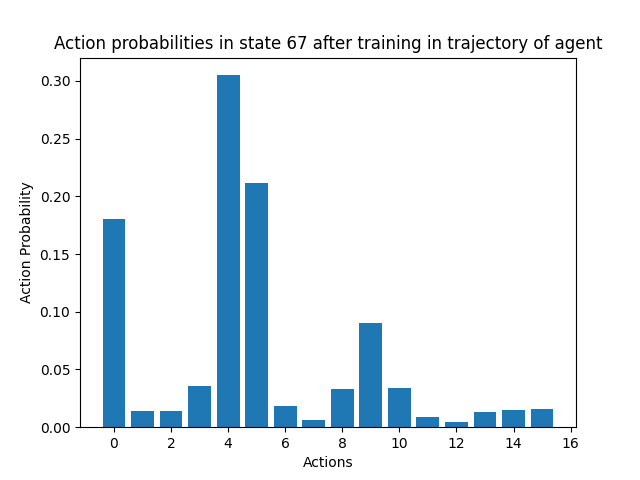 Action probabilities in state 67 after training in trajectory of agent
0.30
0.25
0.20
0.15
0.10
0.05
0.00
Action Probability
0 2 4 6 8 10 12 14 16
Actions